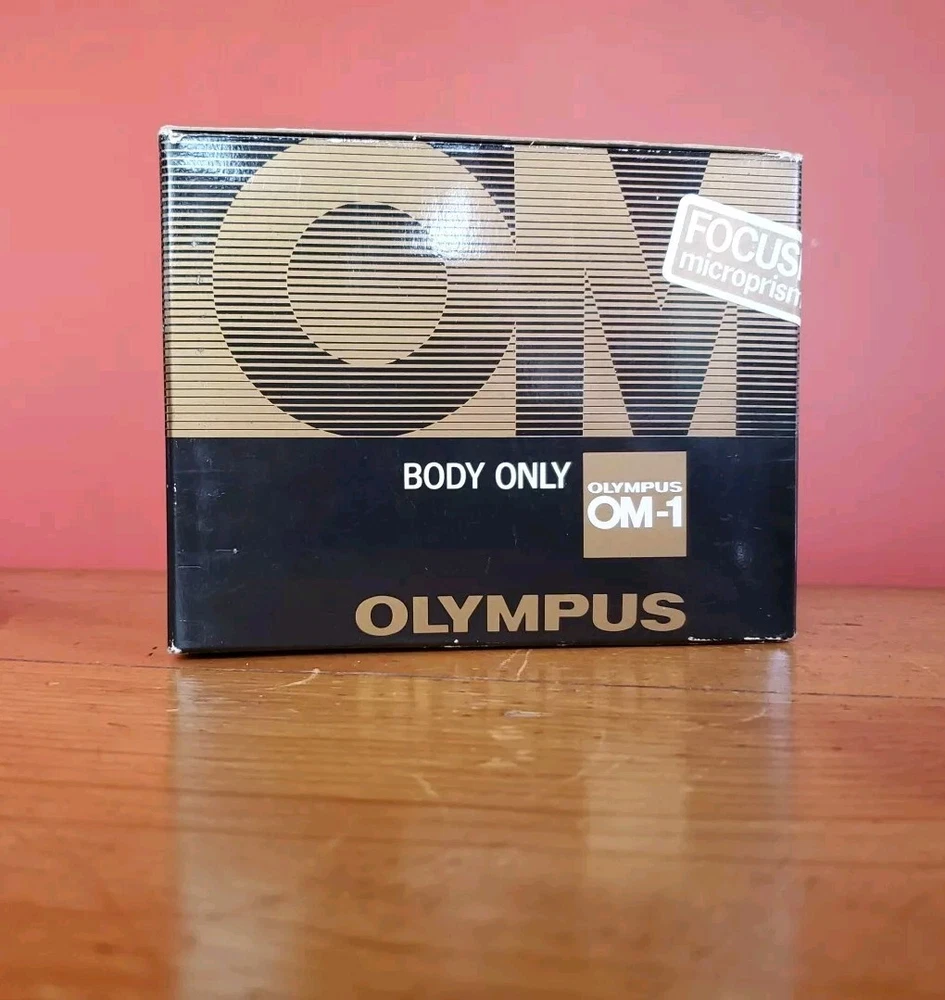 OM
FOCUS
microprism
BODY ONLY
OLYMPUS
OM-1
OLYMPUS